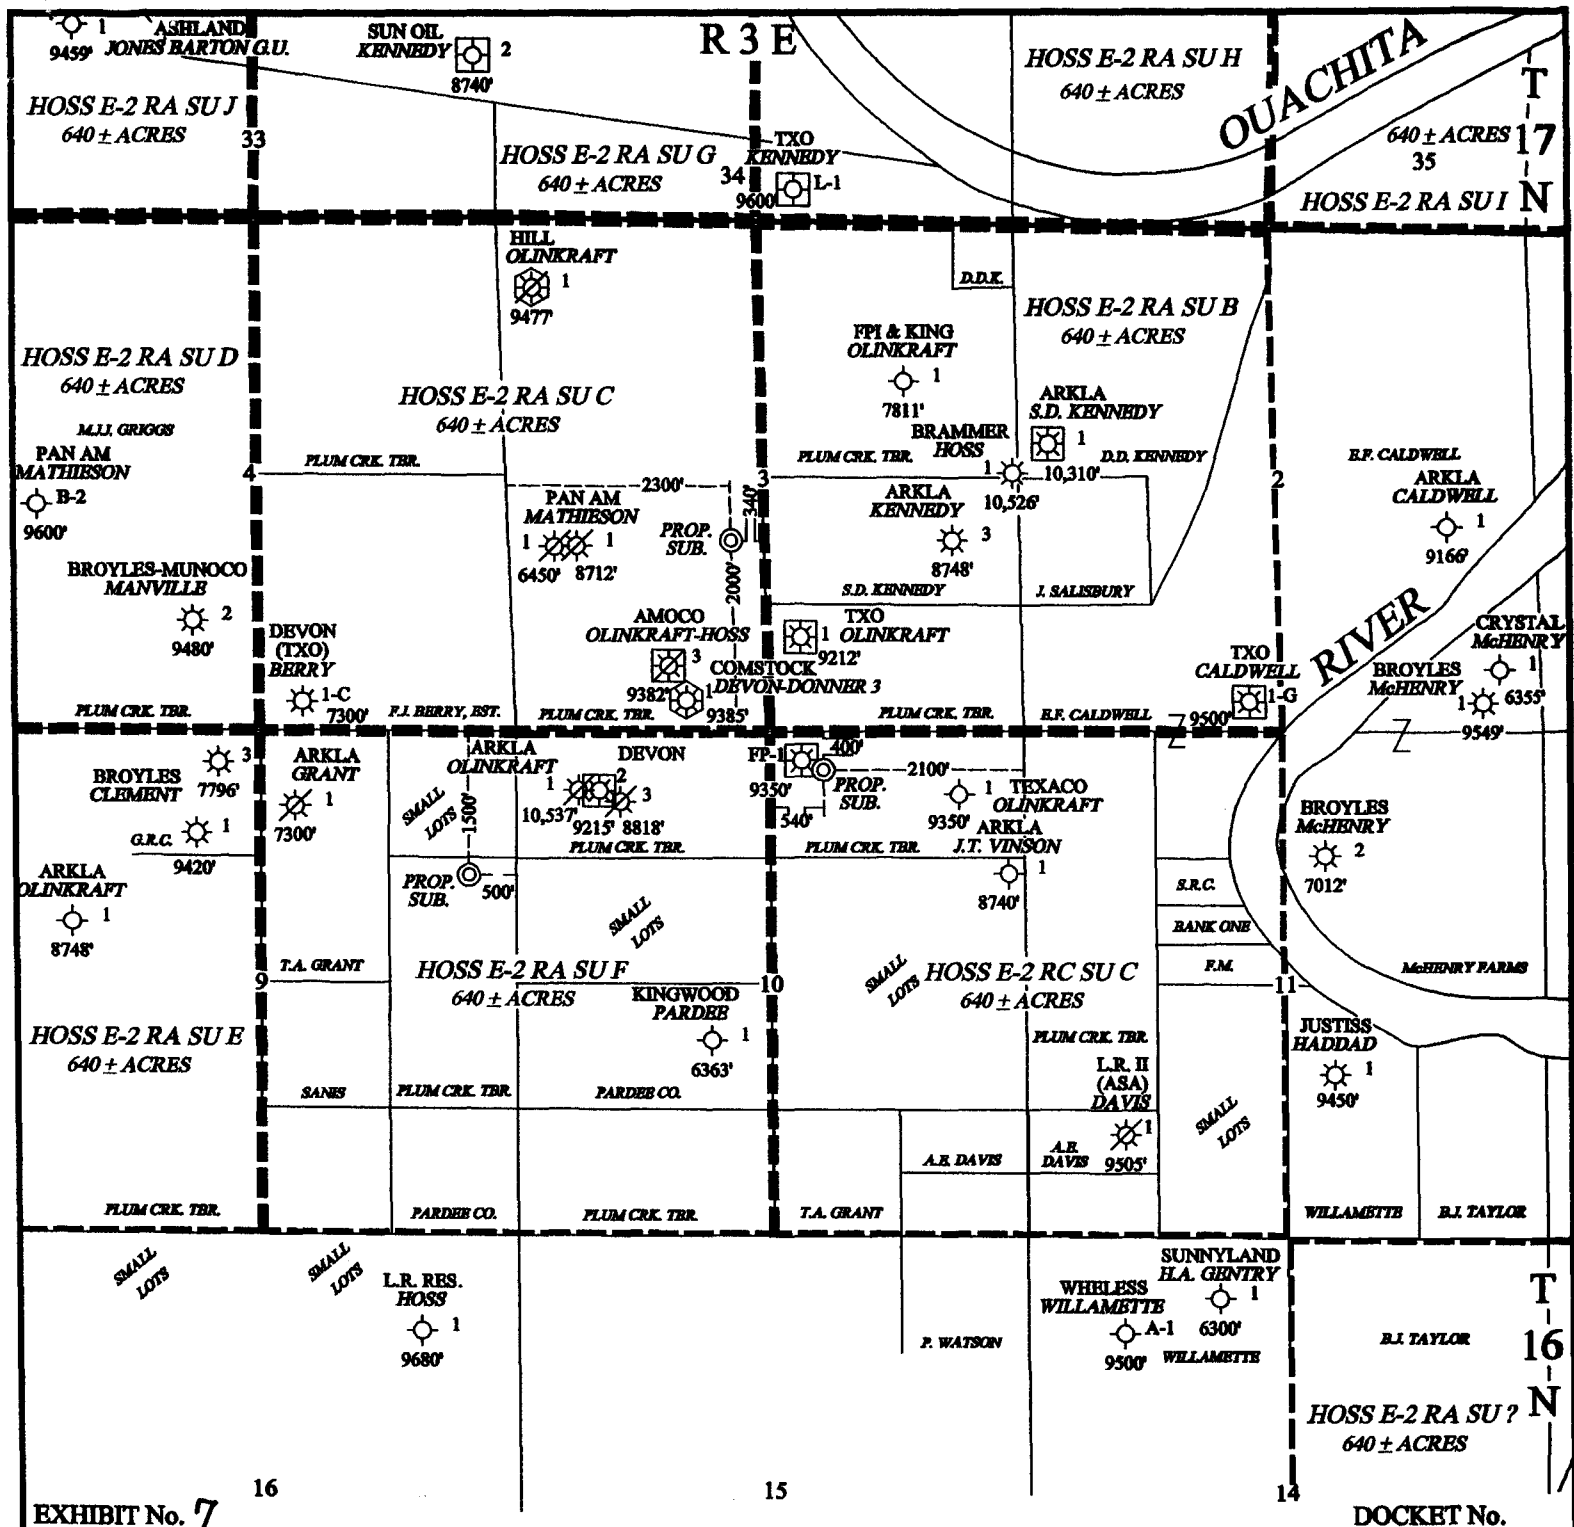 R 3 E
1
9459'
ASHLAND
JONES BARTON G.U.
SUN OIL
KENNEDY
2
8740'
HOSS E-2 RA SU H
640 ± ACRES
OUACHITA
T
17
N
HOSS E-2 RA SU J
640 ± ACRES
33
HOSS E-2 RA SU G
640 ± ACRES
34
TXO
KENNEDY
L-1
9600'
640 ± ACRES
35
HOSS E-2 RA SU I
HILL
OLINKRAFT
1
9477'
D.D.K.
HOSS E-2 RA SU B
640 ± ACRES
HOSS E-2 RA SU D
640 ± ACRES
FPI & KING
OLINKRAFT
1
7811'
HOSS E-2 RA SU C
640 ± ACRES
ARKLA
S.D. KENNEDY
1
10,310'
M.J.J. GRIGGS
PAN AM
MATHIESON
B-2
9600'
PLUM CRK. TBR.
4
BRAMMER
HOSS
1
10,526'
PLUM CRK. TBR.
D.D. KENNEDY
3
2
E.F. CALDWELL
ARKLA
CALDWELL
1
9166'
2300'
340'
PAN AM
MATHIESON
1
1
6450'
8712'
PROP.
SUB.
2000'
ARKLA
KENNEDY
3
8748'
BROYLES-MUNOCO
MANVILLE
2
9480'
S.D. KENNEDY
J. SALISBURY
RIVER
DEVON
(TXO)
BERRY
1-C
7300'
AMOCO
OLINKRAFT-HOSS
3
9382'
COMSTOCK
DEVON-DONNER 3
1
9385'
TXO
OLINKRAFT
1
9212'
TXO
CALDWELL
1-G
9500'
CRYSTAL
McHENRY
1
6355'
BROYLES
McHENRY
1
9549'
PLUM CRK. TBR.
F.J. BERRY, EST.
PLUM CRK. TBR.
PLUM CRK. TBR.
E.F. CALDWELL
Z
Z
BROYLES
CLEMENT
3
7796'
G.R.C.
1
9420'
ARKLA
GRANT
1
7300'
ARKLA
OLINKRAFT
DEVON
1
2
3
10,537'
9215'
8818'
SMALL
LOTS
1500'
PLUM CRK. TBR.
FP-1
9350'
400'
2100'
PROP.
SUB.
540'
1
9350'
TEXACO
OLINKRAFT
ARKLA
J.T. VINSON
1
8740'
PLUM CRK. TBR.
BROYLES
McHENRY
2
7012'
ARKLA
OLINKRAFT
1
8748'
PROP.
SUB.
500'
SMALL
LOTS
S.R.C.
BANK ONE
F.M.
McHENRY FARMS
9
T.A. GRANT
HOSS E-2 RA SU F
640 ± ACRES
10
SMALL
LOTS
HOSS E-2 RC SU C
640 ± ACRES
11
HOSS E-2 RA SU E
640 ± ACRES
KINGWOOD
PARDEE
1
6363'
PLUM CRK. TBR.
JUSTISS
HADDAD
1
9450'
SANIS
PLUM CRK. TBR.
PARDEE CO.
L.R. II
(ASA)
DAVIS
1
9505'
SMALL
LOTS
A.E. DAVIS
A.E.
DAVIS
PLUM CRK. TBR.
PARDEE CO.
PLUM CRK. TBR.
T.A. GRANT
WILLAMETTE
B.J. TAYLOR
SMALL
LOTS
SMALL
LOTS
L.R. RES.
HOSS
1
9680'
WHELESS
WILLAMETTE
A-1
9500'
SUNNYLAND
H.A. GENTRY
1
6300'
WILLAMETTE
P. WATSON
B.J. TAYLOR
T
16
N
HOSS E-2 RA SU ?
640 ± ACRES
16
15
14
EXHIBIT No. 7
DOCKET No.